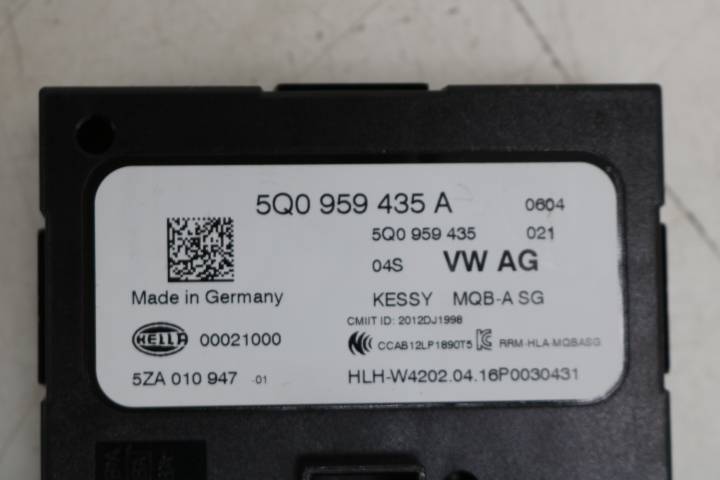 5Q0 959 435 A 0604
5Q0 959 435 021
04S VW AG
Made in Germany KESSY MQB-A SG
CMIIT ID: 2012DJ1998
HELLA 00021000 CCAB12LP1890T5 RRM-HLA-MQBASG
5ZA 010 947 01 HLH-W4202.04.16P0030431